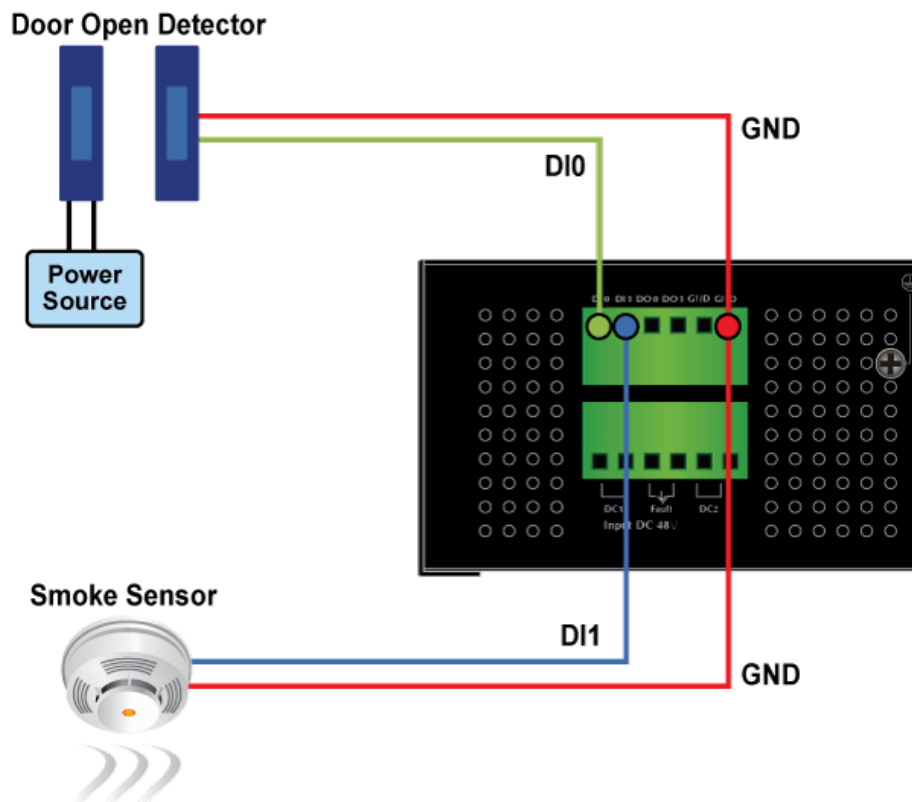 Door Open Detector
GND
DI0
Power
Source
DI0 DI1 DO0 DO1 GND GND
DC1 Fault DC2
Input DC 48V
Smoke Sensor
DI1
GND